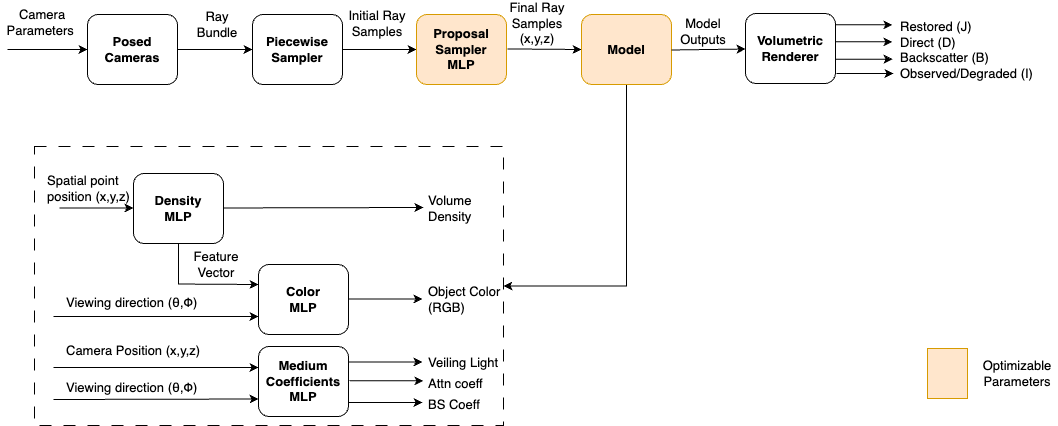 Camera
Parameters
Posed
Cameras
Ray
Bundle
Piecewise
Sampler
Initial Ray
Samples
Proposal
Sampler
MLP
Final Ray
Samples
(x,y,z)
Model
Model
Outputs
Volumetric
Renderer
Restored (J)
Direct (D)
Backscatter (B)
Observed/Degraded (I)
Spatial point
position (x,y,z)
Density
MLP
Volume
Density
Feature
Vector
Viewing direction (θ,Φ)
Color
MLP
Object Color
(RGB)
Camera Position (x,y,z)
Viewing direction (θ,Φ)
Medium
Coefficients
MLP
Veiling Light
Attn coeff
BS Coeff
Optimizable
Parameters